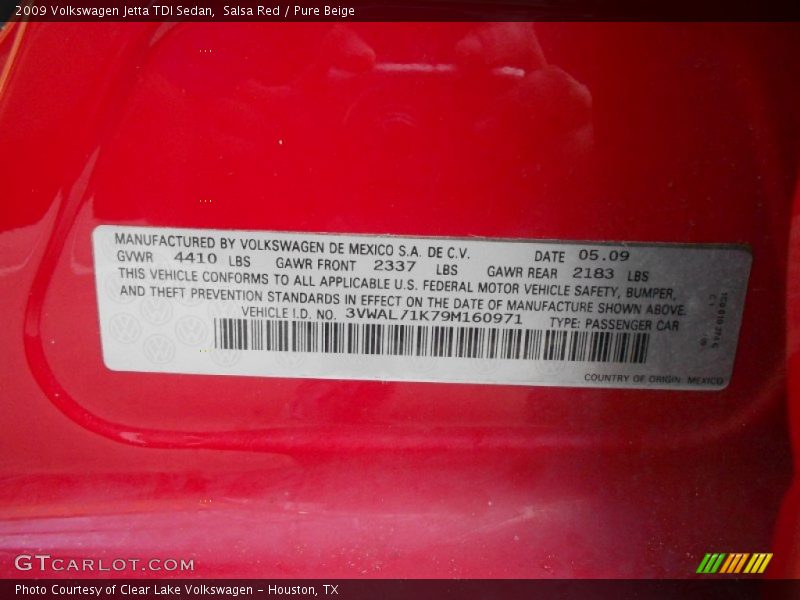 2009 Volkswagen Jetta TDI Sedan,  Salsa Red / Pure Beige
MANUFACTURED BY VOLKSWAGEN DE MEXICO S.A. DE C.V. DATE 05.09
GVWR 4410 LBS GAWR FRONT 2337 LBS GAWR REAR 2183 LBS
THIS VEHICLE CONFORMS TO ALL APPLICABLE U.S. FEDERAL MOTOR VEHICLE SAFETY, BUMPER,
AND THEFT PREVENTION STANDARDS IN EFFECT ON THE DATE OF MANUFACTURE SHOWN ABOVE.
VEHICLE I.D. NO. 3VWAL71K79M160971 TYPE: PASSENGER CAR
COUNTRY OF ORIGIN: MEXICO
GTCARLOT.COM
Photo Courtesy of Clear Lake Volkswagen - Houston, TX